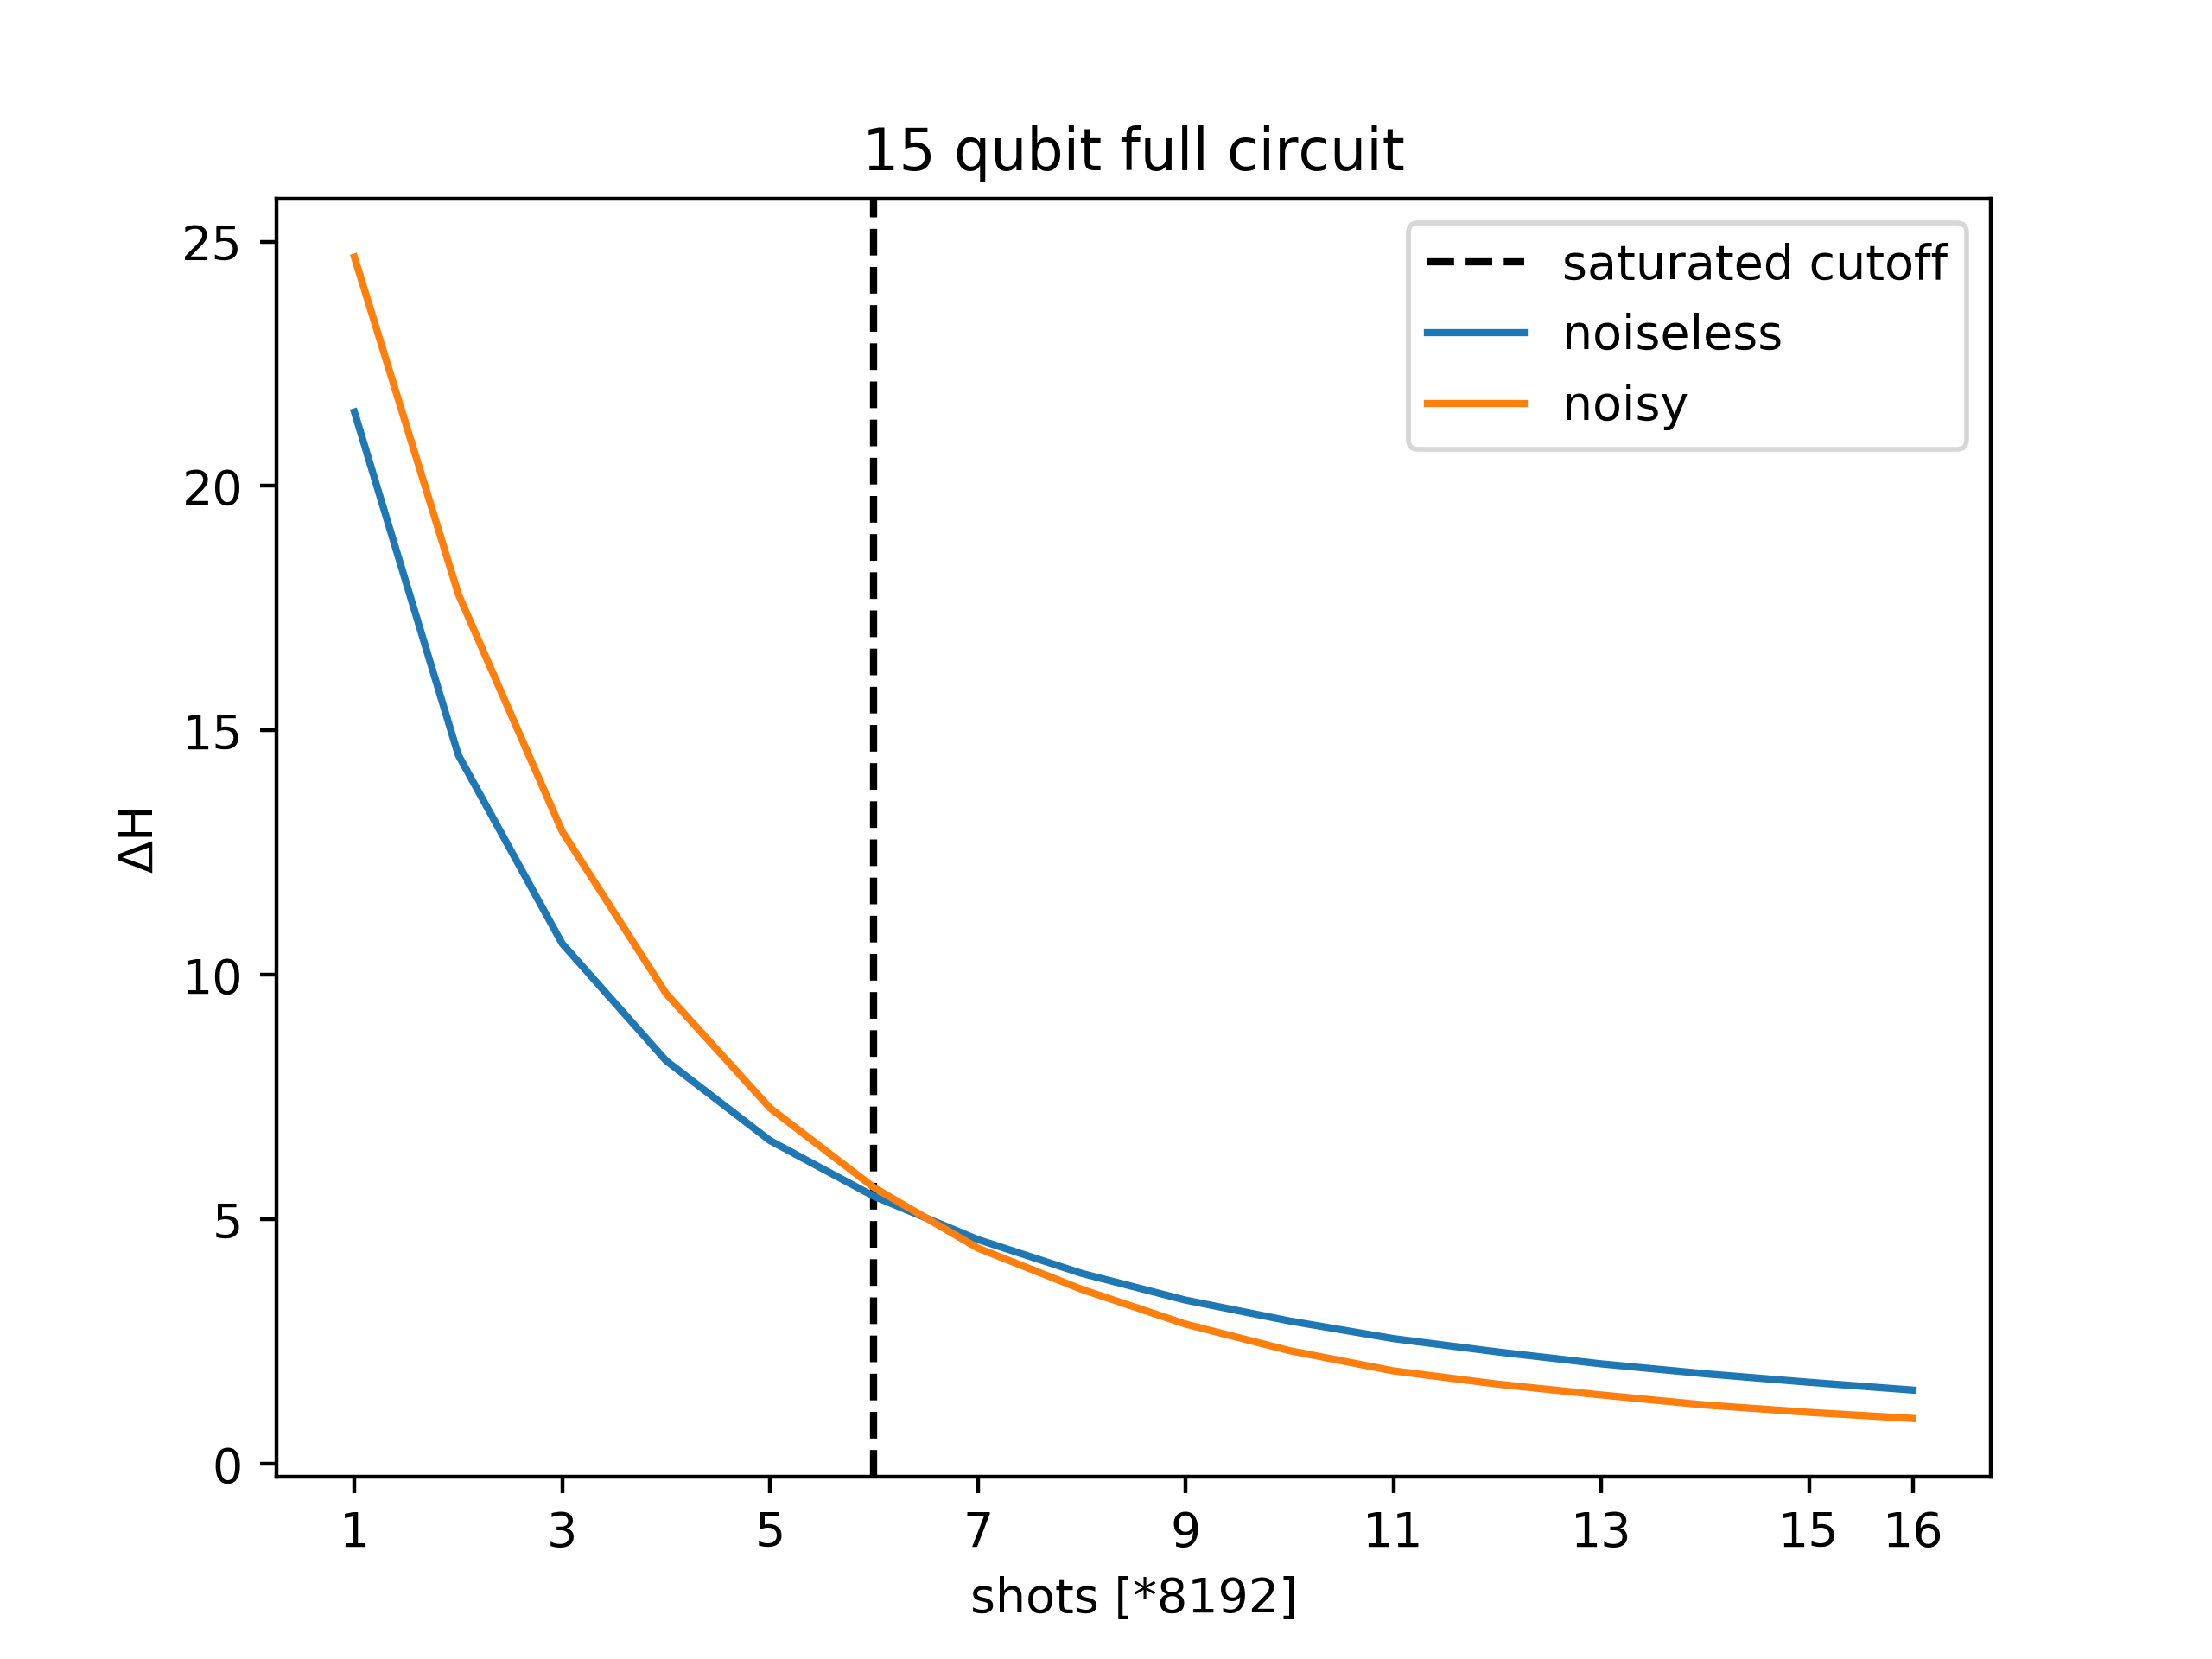 15 qubit full circuit
saturated cutoff
noiseless
noisy
25
20
15
10
5
0
ΔH
1 3 5 7 9 11 13 15 16
shots [*8192]